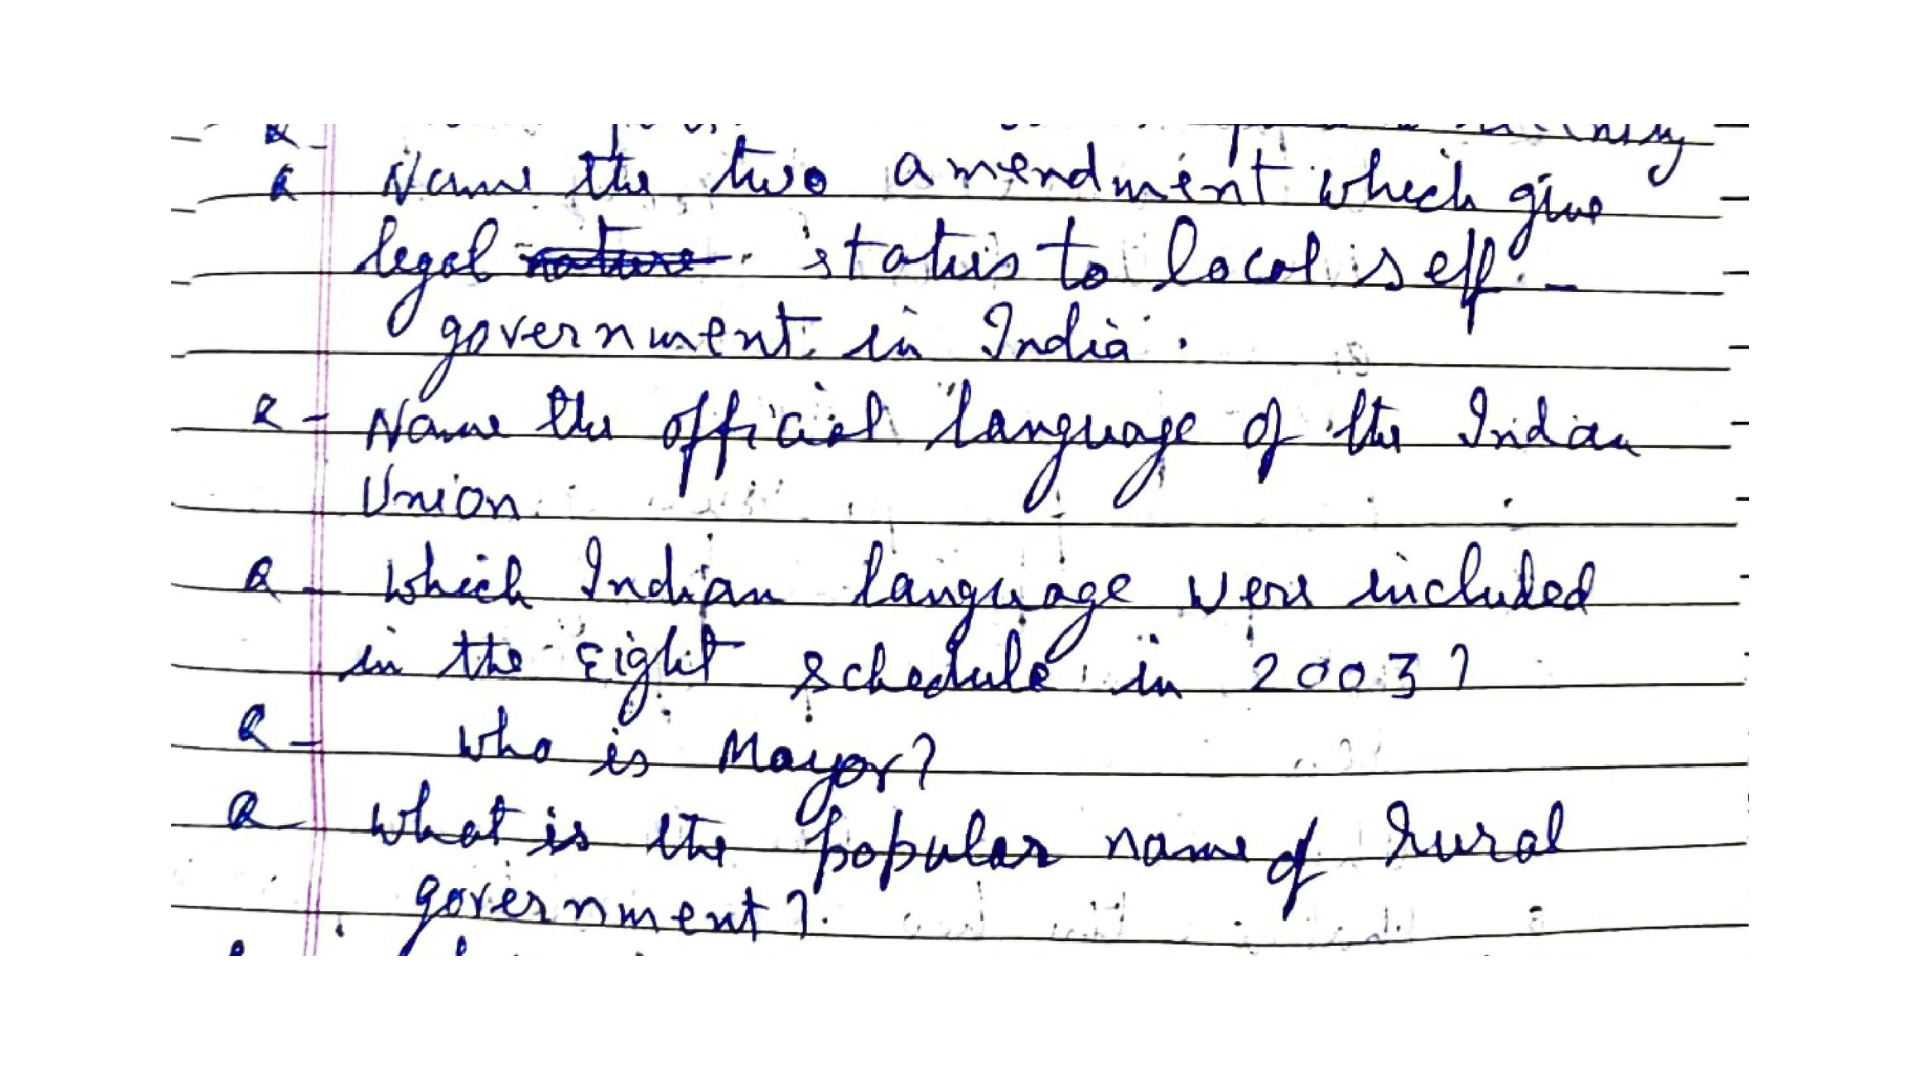 Q Name the two amendment which give
legal nature status to local self -
government in India.
Q - Name the official language of the Indian
Union
Q - Which Indian language were included
in the Eight schedule in 2003?
Q - Who is Mayor?
Q What is the popular name of Rural
government?